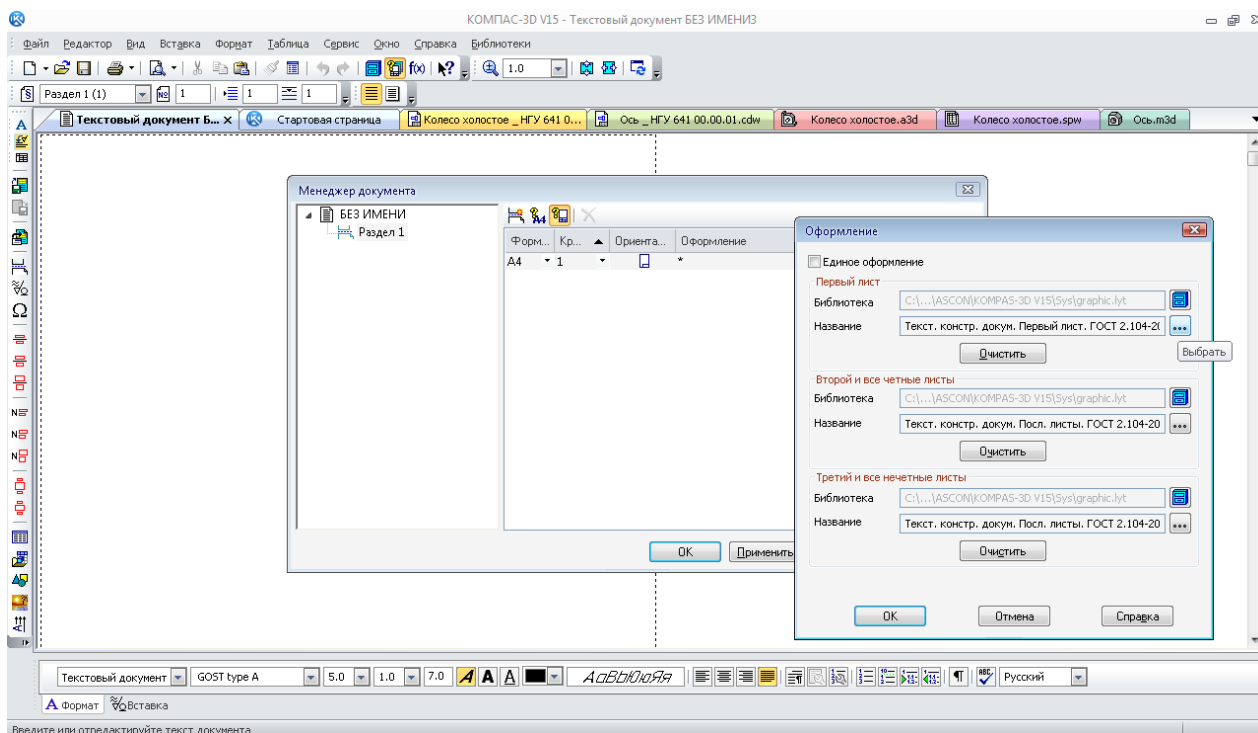 КОМПАС-3D V15 - Текстовый документ БЕЗ ИМЕНИ3
Файл Редактор Вид Вставка Формат Таблица Сервис Окно Справка Библиотеки
f(x) 1.0
Раздел 1 (1) 1 1 1
Текстовый документ Б... Стартовая страница Колесо холостое _ НГУ 641 0... Ось _ НГУ 641 00.00.01.cdw Колесо холостое.a3d Колесо холостое.spw Ось.m3d
Менеджер документа
БЕЗ ИМЕНИ
Раздел 1
Форм... Кр... Ориента... Оформление
A4 1 *
ОК Применить
Оформление
Единое оформление
Первый лист
Библиотека C:\...\ASCON\KOMPAS-3D V15\Sys\graphic.lyt
Название Текст. констр. докум. Первый лист. ГОСТ 2.104-2( ...
Очистить
Выбрать
Второй и все четные листы
Библиотека C:\...\ASCON\KOMPAS-3D V15\Sys\graphic.lyt
Название Текст. констр. докум. Посл. листы. ГОСТ 2.104-20 ...
Очистить
Третий и все нечетные листы
Библиотека C:\...\ASCON\KOMPAS-3D V15\Sys\graphic.lyt
Название Текст. констр. докум. Посл. листы. ГОСТ 2.104-20 ...
Очистить
ОК Отмена Справка
Текстовый документ GOST type A 5.0 1.0 7.0 А А А АаВbЮюЯя ABC Русский
А Формат Вставка
Введите или отредактируйте текст документа